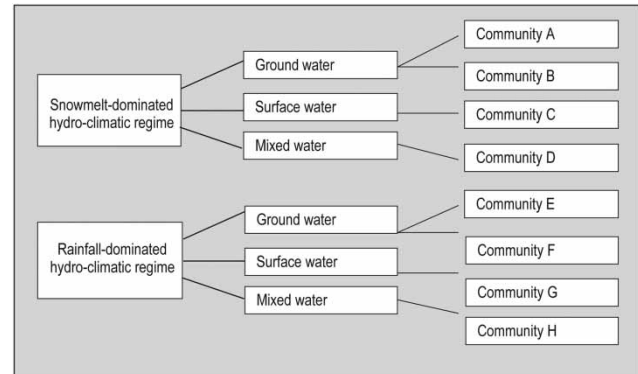 Snowmelt-dominated
hydro-climatic regime
Ground water
Surface water
Mixed water
Community A
Community B
Community C
Community D
Rainfall-dominated
hydro-climatic regime
Ground water
Surface water
Mixed water
Community E
Community F
Community G
Community H